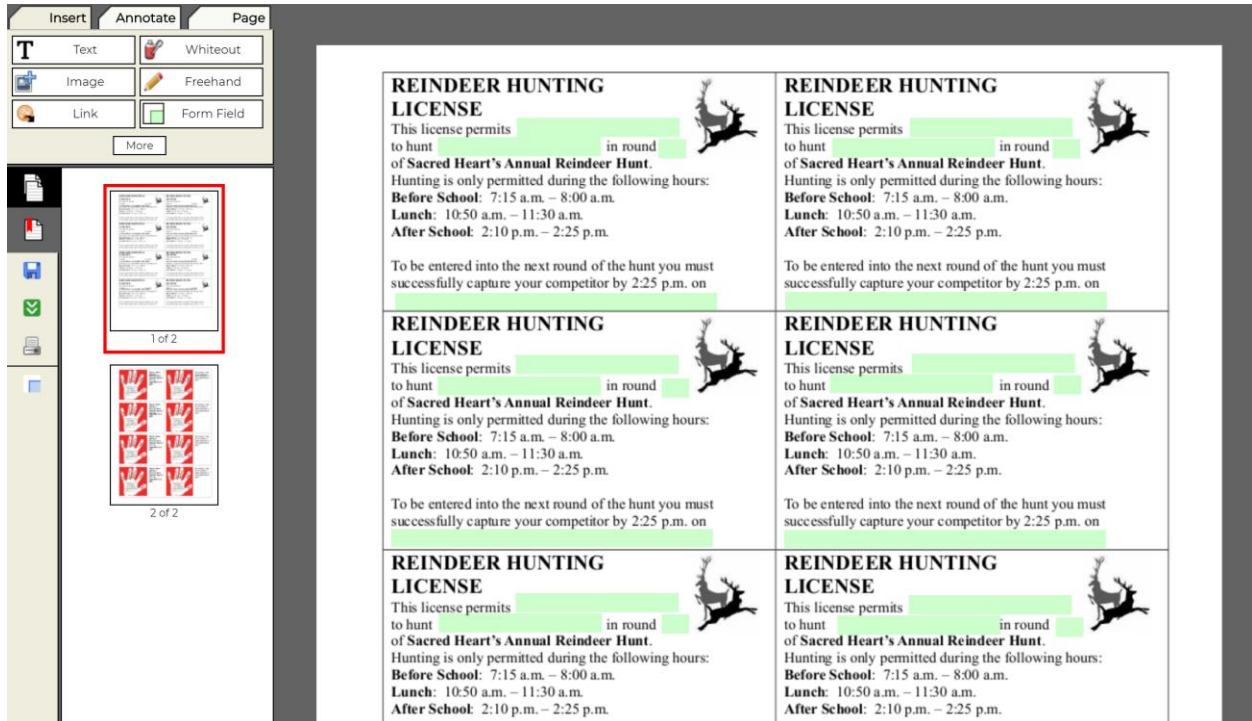 Insert Annotate Page
Text Whiteout
Image Freehand
Link Form Field
More
1 of 2
2 of 2
REINDEER HUNTING
LICENSE
This license permits
to hunt in round
of Sacred Heart's Annual Reindeer Hunt.
Hunting is only permitted during the following hours:
Before School: 7:15 a.m. – 8:00 a.m.
Lunch: 10:50 a.m. – 11:30 a.m.
After School: 2:10 p.m. – 2:25 p.m.
To be entered into the next round of the hunt you must
successfully capture your competitor by 2:25 p.m. on
REINDEER HUNTING
LICENSE
This license permits
to hunt in round
of Sacred Heart's Annual Reindeer Hunt.
Hunting is only permitted during the following hours:
Before School: 7:15 a.m. – 8:00 a.m.
Lunch: 10:50 a.m. – 11:30 a.m.
After School: 2:10 p.m. – 2:25 p.m.
To be entered into the next round of the hunt you must
successfully capture your competitor by 2:25 p.m. on
REINDEER HUNTING
LICENSE
This license permits
to hunt in round
of Sacred Heart's Annual Reindeer Hunt.
Hunting is only permitted during the following hours:
Before School: 7:15 a.m. – 8:00 a.m.
Lunch: 10:50 a.m. – 11:30 a.m.
After School: 2:10 p.m. – 2:25 p.m.
To be entered into the next round of the hunt you must
successfully capture your competitor by 2:25 p.m. on
REINDEER HUNTING
LICENSE
This license permits
to hunt in round
of Sacred Heart's Annual Reindeer Hunt.
Hunting is only permitted during the following hours:
Before School: 7:15 a.m. – 8:00 a.m.
Lunch: 10:50 a.m. – 11:30 a.m.
After School: 2:10 p.m. – 2:25 p.m.
To be entered into the next round of the hunt you must
successfully capture your competitor by 2:25 p.m. on
REINDEER HUNTING
LICENSE
This license permits
to hunt in round
of Sacred Heart's Annual Reindeer Hunt.
Hunting is only permitted during the following hours:
Before School: 7:15 a.m. – 8:00 a.m.
Lunch: 10:50 a.m. – 11:30 a.m.
After School: 2:10 p.m. – 2:25 p.m.
REINDEER HUNTING
LICENSE
This license permits
to hunt in round
of Sacred Heart's Annual Reindeer Hunt.
Hunting is only permitted during the following hours:
Before School: 7:15 a.m. – 8:00 a.m.
Lunch: 10:50 a.m. – 11:30 a.m.
After School: 2:10 p.m. – 2:25 p.m.